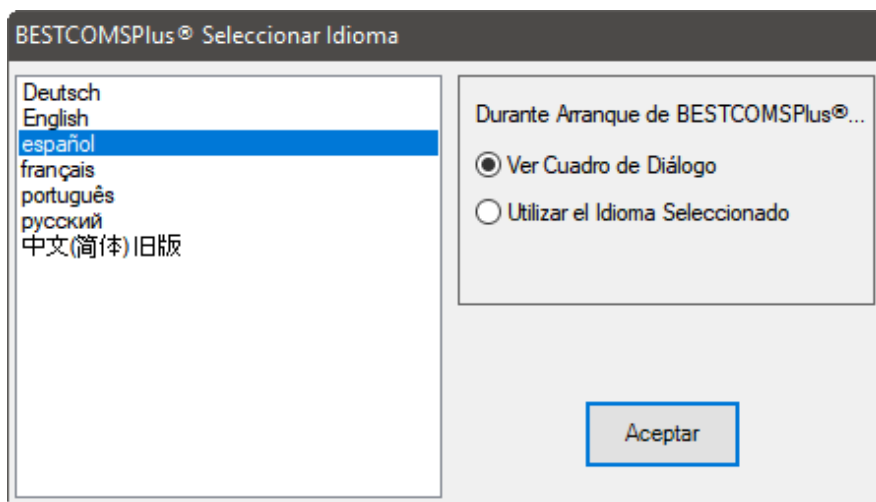 BESTCOMSPlus® Seleccionar Idioma
Deutsch
English
español
français
português
русский
中文(简体) 旧版
Durante Arranque de BESTCOMSPlus®...
Ver Cuadro de Diálogo
Utilizar el Idioma Seleccionado
Aceptar